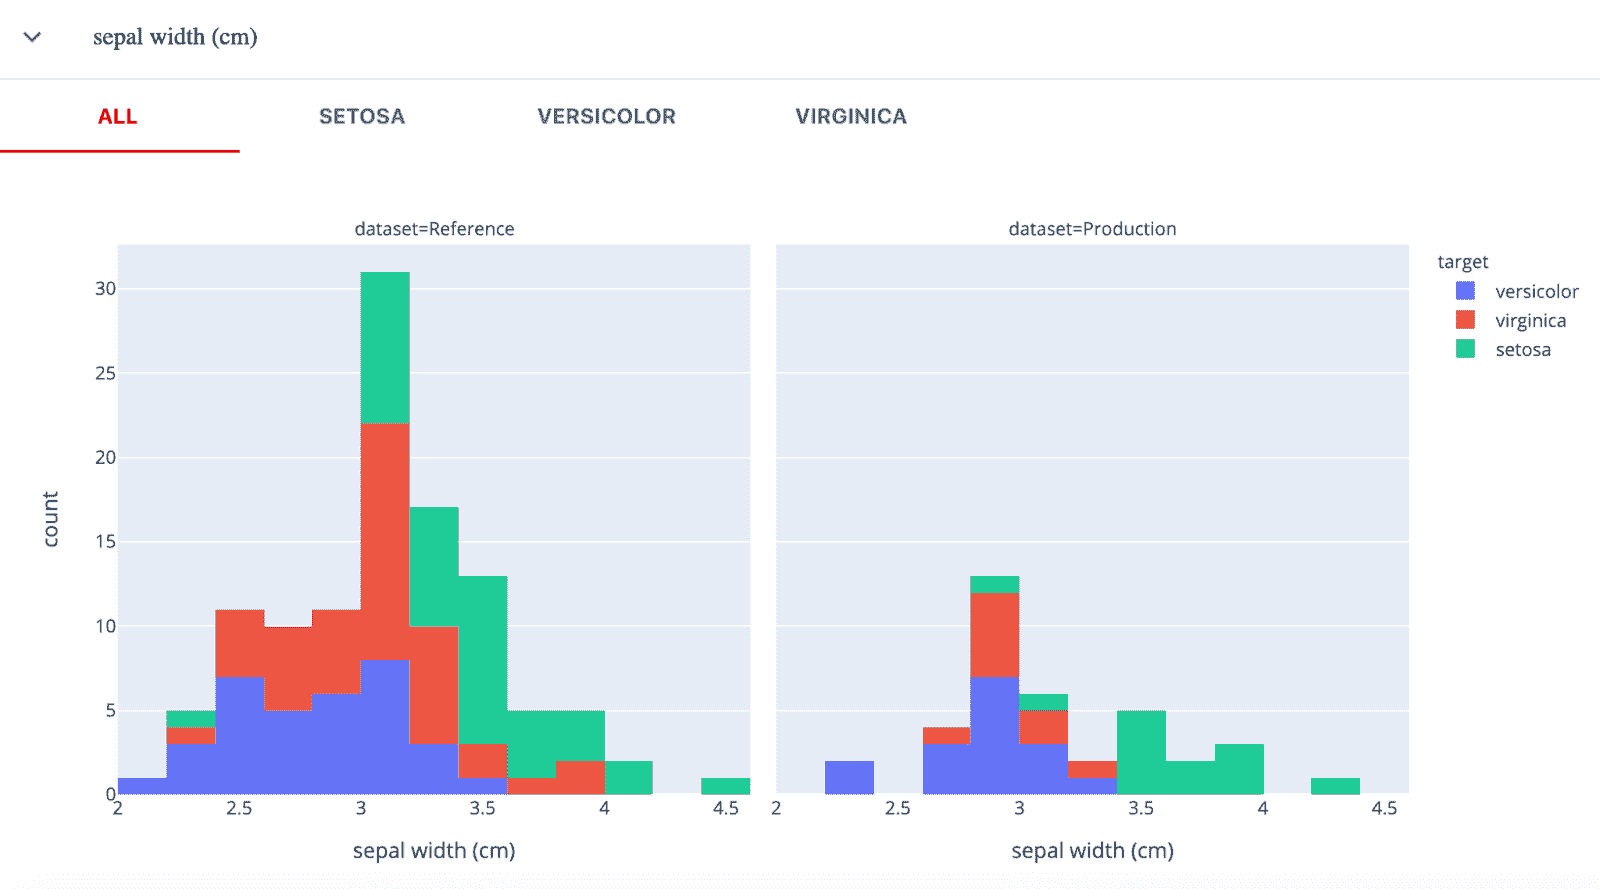 sepal width (cm)
ALL SETOSA VERSICOLOR VIRGINICA
dataset=Reference dataset=Production
target
versicolor
virginica
setosa
30
25
20
15
10
5
0
count
2 2.5 3 3.5 4 4.5 2 2.5 3 3.5 4 4.5
sepal width (cm) sepal width (cm)